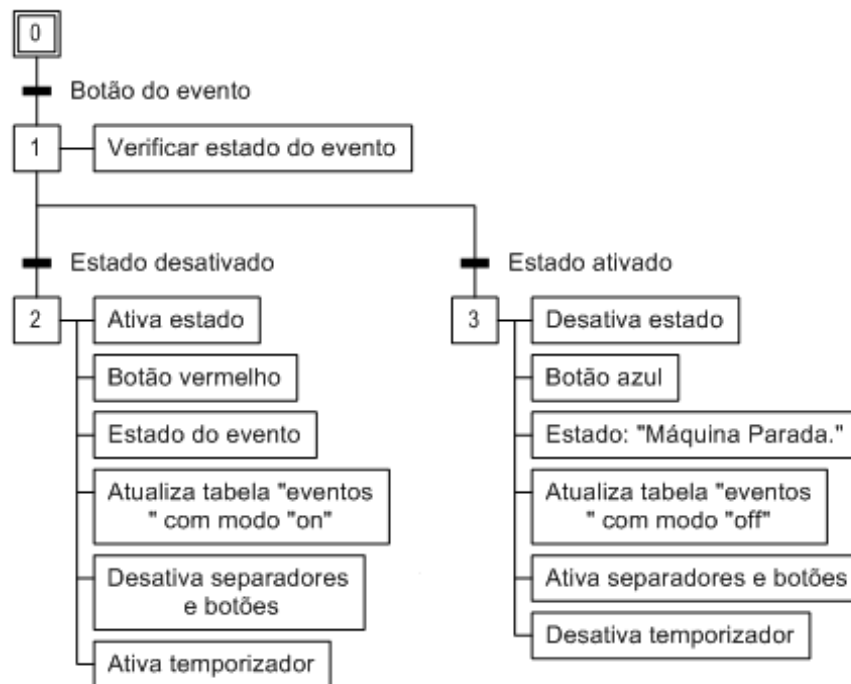 0
Botão do evento
1
Verificar estado do evento
Estado desativado
2
Ativa estado
Botão vermelho
Estado do evento
Atualiza tabela "eventos
" com modo "on"
Desativa separadores
e botões
Ativa temporizador
Estado ativado
3
Desativa estado
Botão azul
Estado: "Máquina Parada."
Atualiza tabela "eventos
" com modo "off"
Ativa separadores e botões
Desativa temporizador